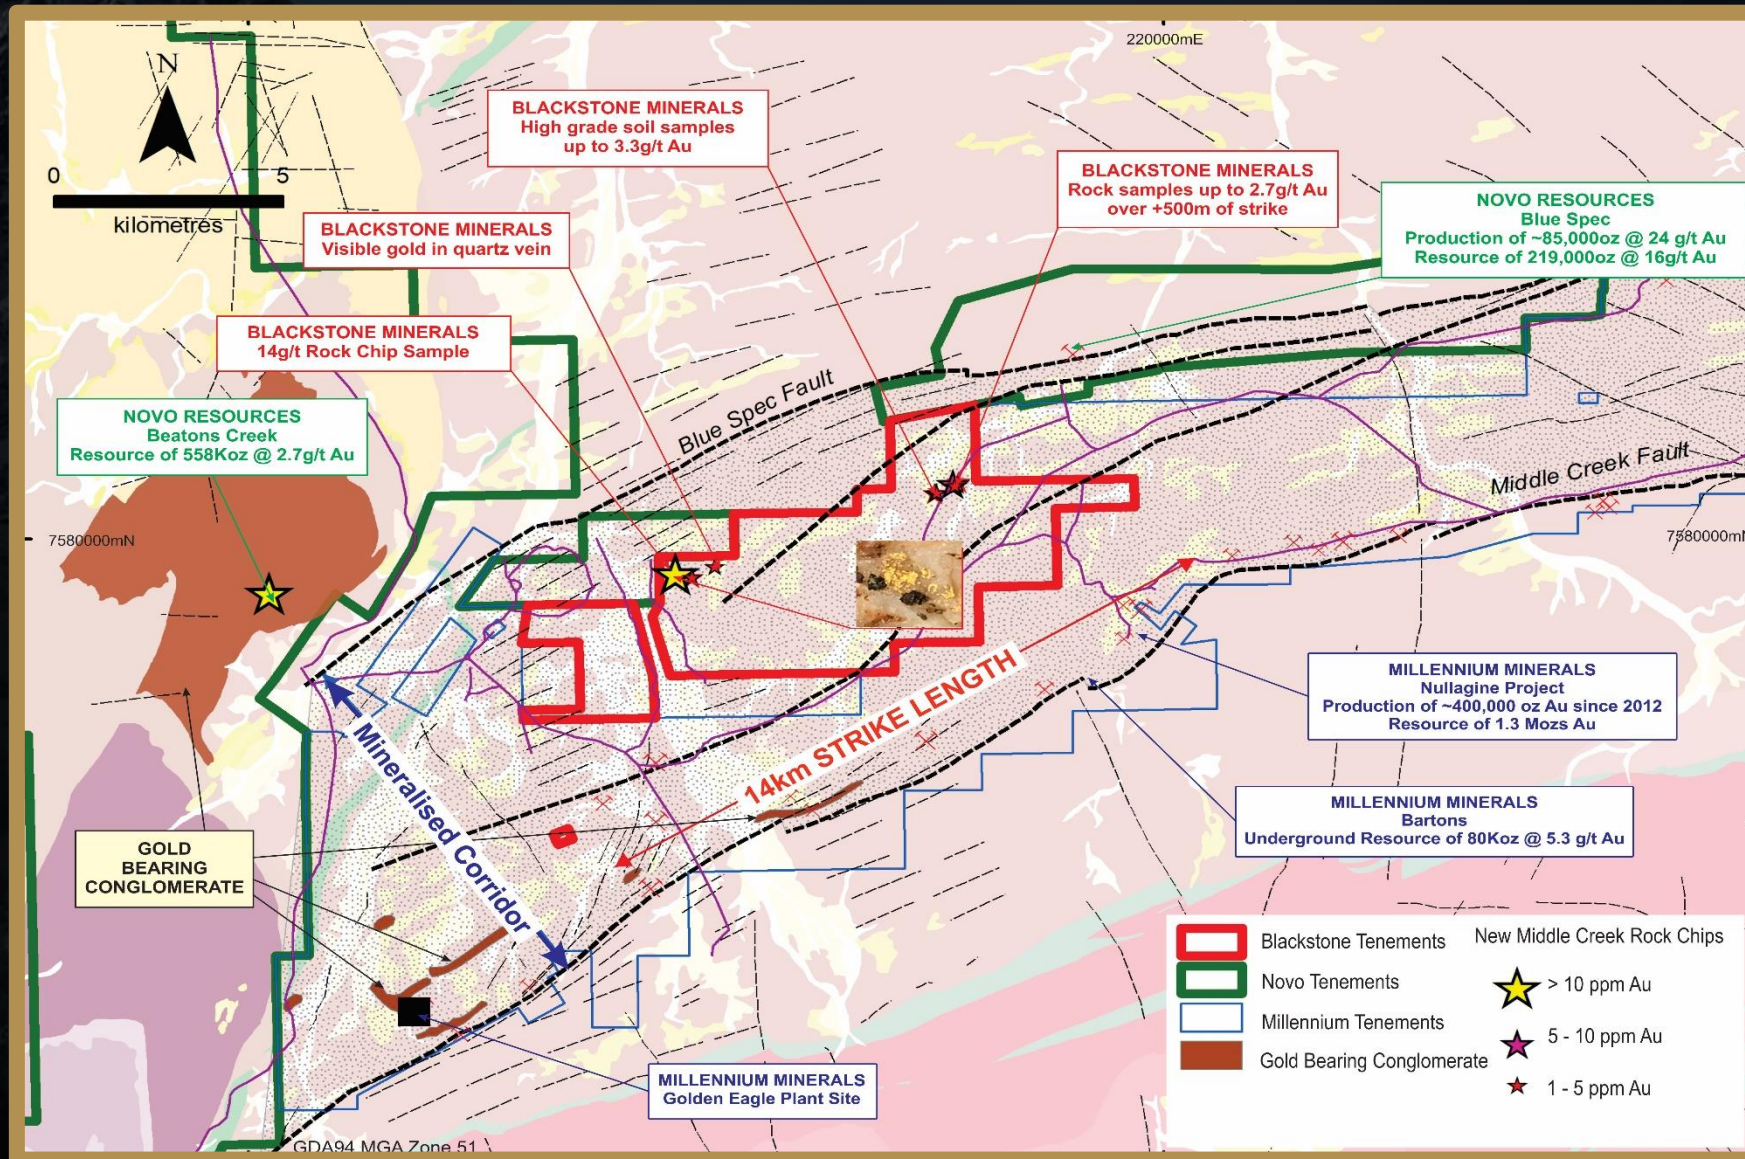 220000mE
N
0 5
kilometres
BLACKSTONE MINERALS
High grade soil samples
up to 3.3g/t Au
BLACKSTONE MINERALS
Rock samples up to 2.7g/t Au
over +500m of strike
NOVO RESOURCES
Blue Spec
Production of ~85,000oz @ 24 g/t Au
Resource of 219,000oz @ 16g/t Au
BLACKSTONE MINERALS
Visible gold in quartz vein
BLACKSTONE MINERALS
14g/t Rock Chip Sample
NOVO RESOURCES
Beatons Creek
Resource of 558Koz @ 2.7g/t Au
Blue Spec Fault
Middle Creek Fault
7580000mN
7580000mN
14km STRIKE LENGTH
Mineralised Corridor
MILLENNIUM MINERALS
Nullagine Project
Production of ~400,000 oz Au since 2012
Resource of 1.3 Mozs Au
MILLENNIUM MINERALS
Bartons
Underground Resource of 80Koz @ 5.3 g/t Au
GOLD
BEARING
CONGLOMERATE
MILLENNIUM MINERALS
Golden Eagle Plant Site
Blackstone Tenements
Novo Tenements
Millennium Tenements
Gold Bearing Conglomerate
New Middle Creek Rock Chips
> 10 ppm Au
5 - 10 ppm Au
1 - 5 ppm Au
GDA94 MGA Zone 51